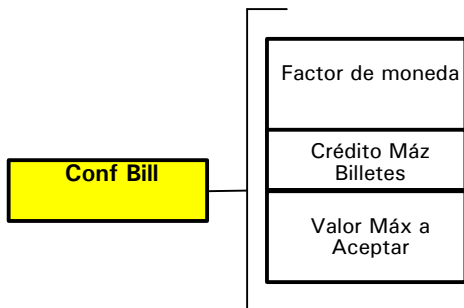 Factor de moneda
Crédito Máz
Billetes
Conf Bill
Valor Máx a
Aceptar